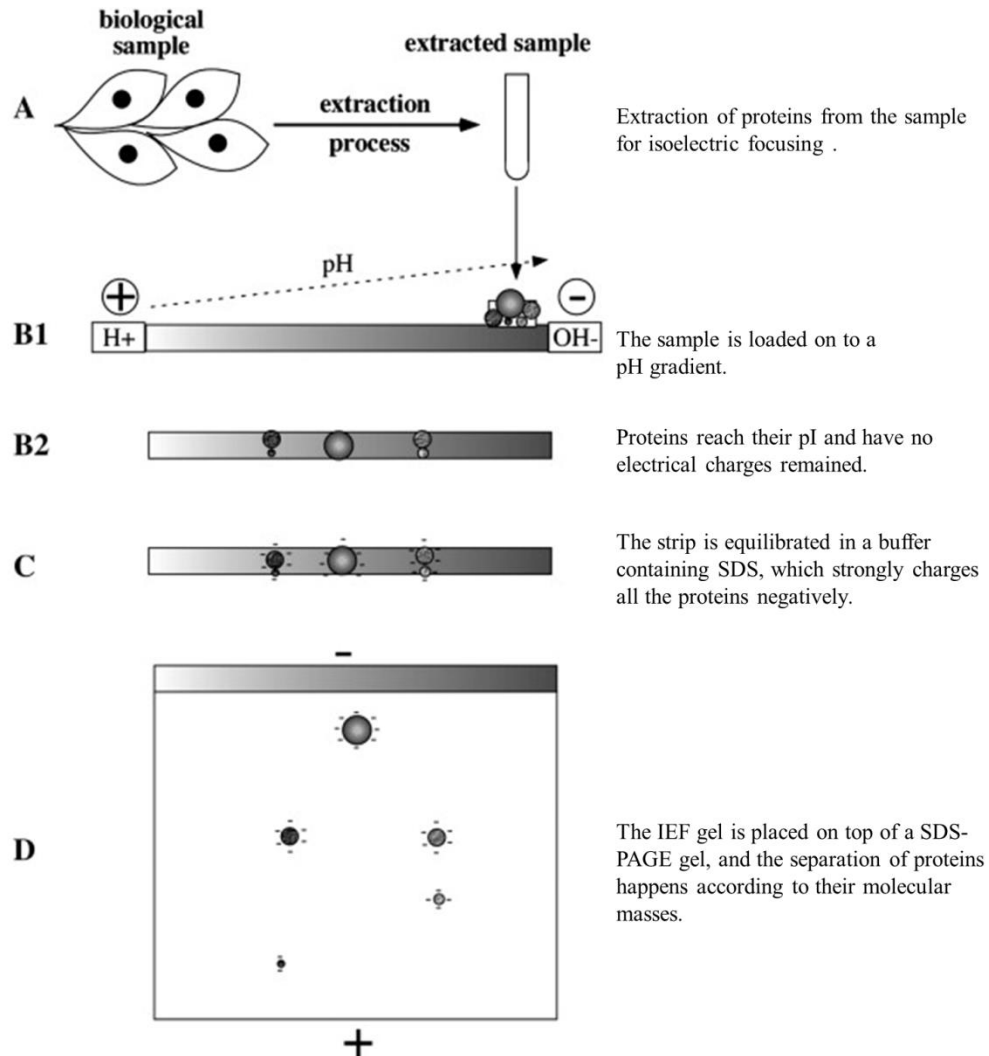 biological
sample
extracted sample
A
extraction
process
Extraction of proteins from the sample
for isoelectric focusing .
pH
+
-
B1
H+
OH-
The sample is loaded on to a
pH gradient.
B2
Proteins reach their pI and have no
electrical charges remained.
C
The strip is equilibrated in a buffer
containing SDS, which strongly charges
all the proteins negatively.
-
D
The IEF gel is placed on top of a SDS-
PAGE gel, and the separation of proteins
happens according to their molecular
masses.
+